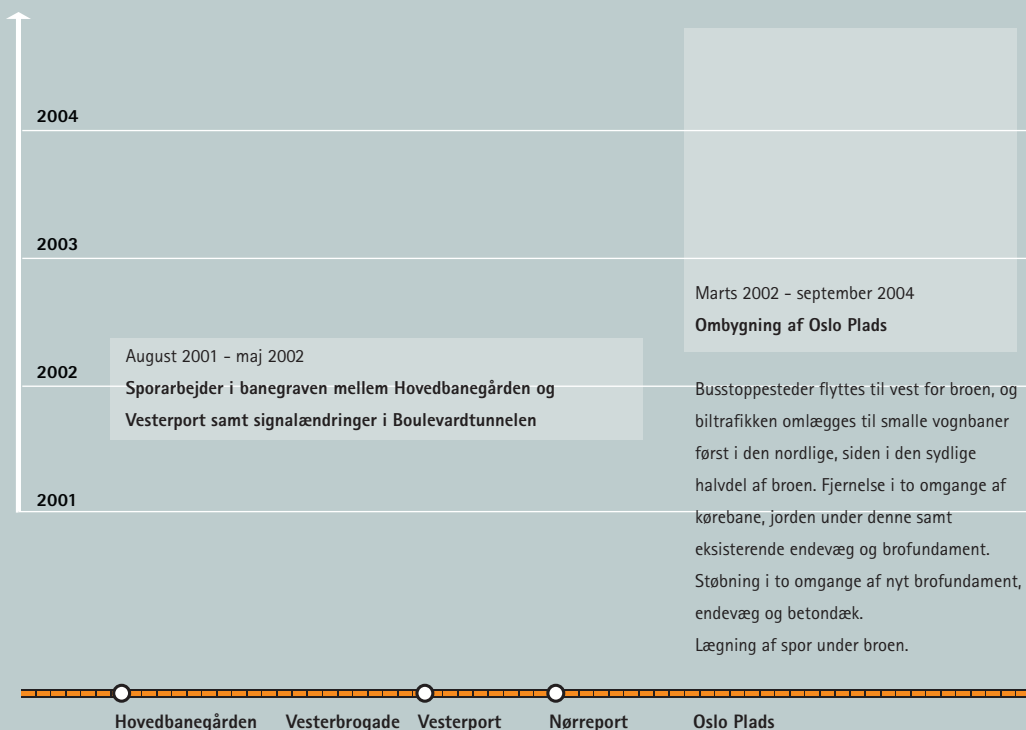 2004
2003
2002
2001
August 2001 - maj 2002
Sporarbejder i banegraven mellem Hovedbanegården og
Vesterport samt signalændringer i Boulevardtunnelen
Marts 2002 - september 2004
Ombygning af Oslo Plads
Busstoppesteder flyttes til vest for broen, og
biltrafikken omlægges til smalle vognbaner
først i den nordlige, siden i den sydlige
halvdel af broen. Fjernelse i to omgange af
kørebane, jorden under denne samt
eksisterende endevæg og brofundament.
Støbning i to omgange af nyt brofundament,
endevæg og betondæk.
Lægning af spor under broen.
Hovedbanegården Vesterbrogade Vesterport Nørreport Oslo Plads